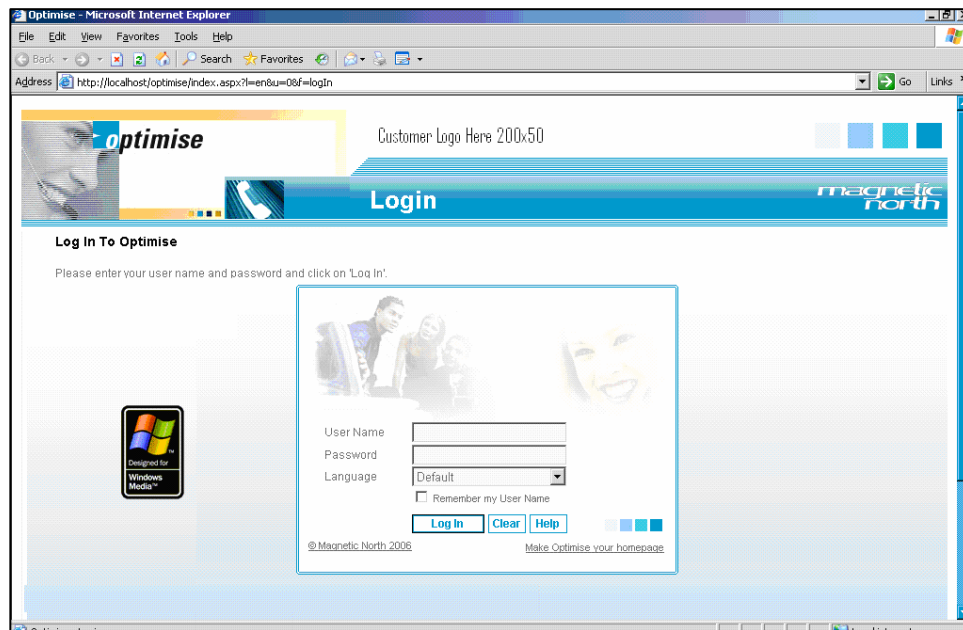 Optimise - Microsoft Internet Explorer
File Edit View Favorites Tools Help
Back Search Favorites
Address http://localhost/optimise/index.aspx?l=en&u=0&f=logIn Go Links
optimise
Customer Logo Here 200x50
Login
magnetic
north
Log In To Optimise
Please enter your user name and password and click on 'Log In'.
User Name
Password
Language Default
Remember my User Name
Log In Clear Help
© Magnetic North 2006 Make Optimise your homepage
Designed for
Windows
Media™